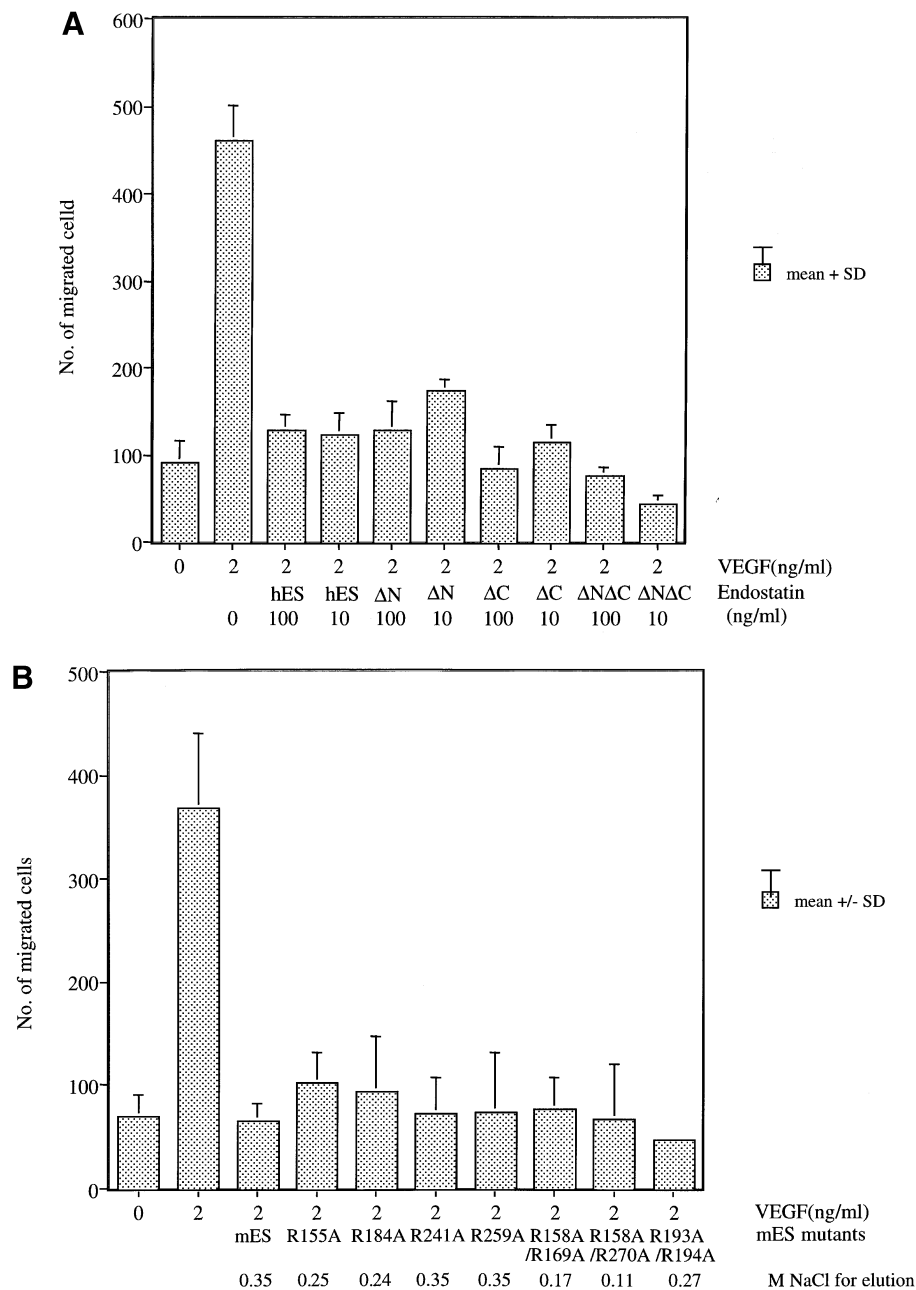 A
600
500
400
300
200
100
0
No. of migrated celld
mean + SD
0 2 2 2 2 2 2 2 2 2 VEGF(ng/ml)
hES hES ΔN ΔN ΔC ΔC ΔNΔC ΔNΔC Endostatin
0 100 10 100 10 100 10 100 10 (ng/ml)
B
500
400
300
200
100
0
No. of migrated cells
mean +/- SD
0 2 2 2 2 2 2 2 2 2 VEGF(ng/ml)
mES R155A R184A R241A R259A R158A R158A R193A mES mutants
/R169A /R270A /R194A
0.35 0.25 0.24 0.35 0.35 0.17 0.11 0.27 M NaCl for elution